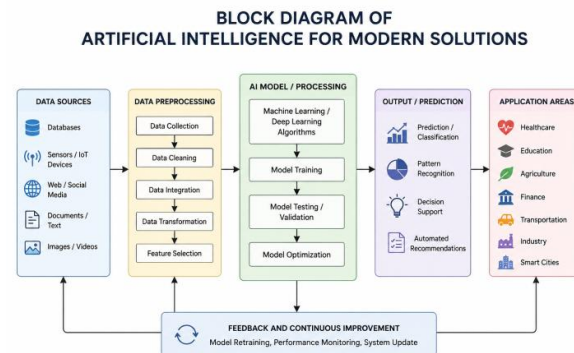 BLOCK DIAGRAM OF
ARTIFICIAL INTELLIGENCE FOR MODERN SOLUTIONS
DATA SOURCES
Databases
Sensors / IoT
Devices
Web / Social
Media
Documents /
Text
Images / Videos
DATA PREPROCESSING
Data Collection
Data Cleaning
Data Integration
Data Transformation
Feature Selection
AI MODEL / PROCESSING
Machine Learning /
Deep Learning
Algorithms
Model Training
Model Testing /
Validation
Model Optimization
OUTPUT / PREDICTION
Prediction /
Classification
Pattern
Recognition
Decision
Support
Automated
Recommendations
APPLICATION AREAS
Healthcare
Education
Agriculture
Finance
Transportation
Industry
Smart Cities
FEEDBACK AND CONTINUOUS IMPROVEMENT
Model Retraining, Performance Monitoring, System Update